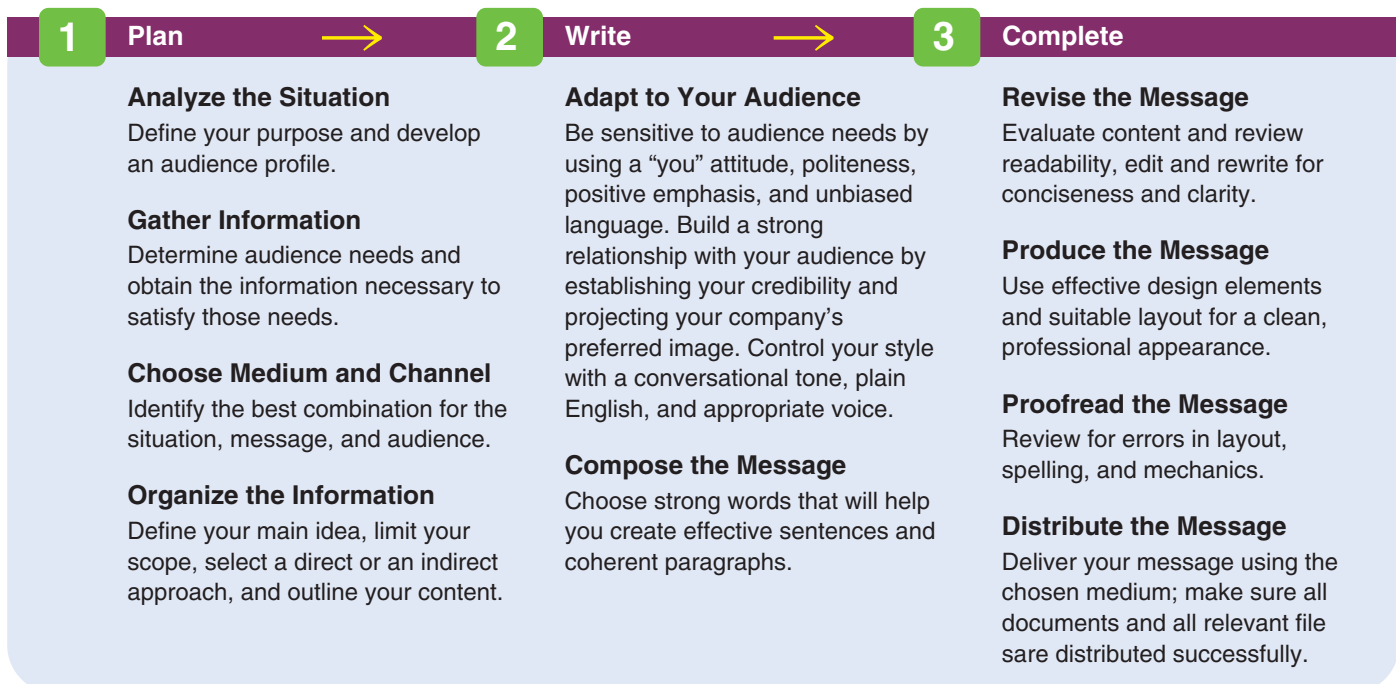 1 Plan → 2 Write → 3 Complete
Analyze the Situation
Define your purpose and develop
an audience profile.
Gather Information
Determine audience needs and
obtain the information necessary to
satisfy those needs.
Choose Medium and Channel
Identify the best combination for the
situation, message, and audience.
Organize the Information
Define your main idea, limit your
scope, select a direct or an indirect
approach, and outline your content.
Adapt to Your Audience
Be sensitive to audience needs by
using a “you” attitude, politeness,
positive emphasis, and unbiased
language. Build a strong
relationship with your audience by
establishing your credibility and
projecting your company’s
preferred image. Control your style
with a conversational tone, plain
English, and appropriate voice.
Compose the Message
Choose strong words that will help
you create effective sentences and
coherent paragraphs.
Revise the Message
Evaluate content and review
readability, edit and rewrite for
conciseness and clarity.
Produce the Message
Use effective design elements
and suitable layout for a clean,
professional appearance.
Proofread the Message
Review for errors in layout,
spelling, and mechanics.
Distribute the Message
Deliver your message using the
chosen medium; make sure all
documents and all relevant file
sare distributed successfully.